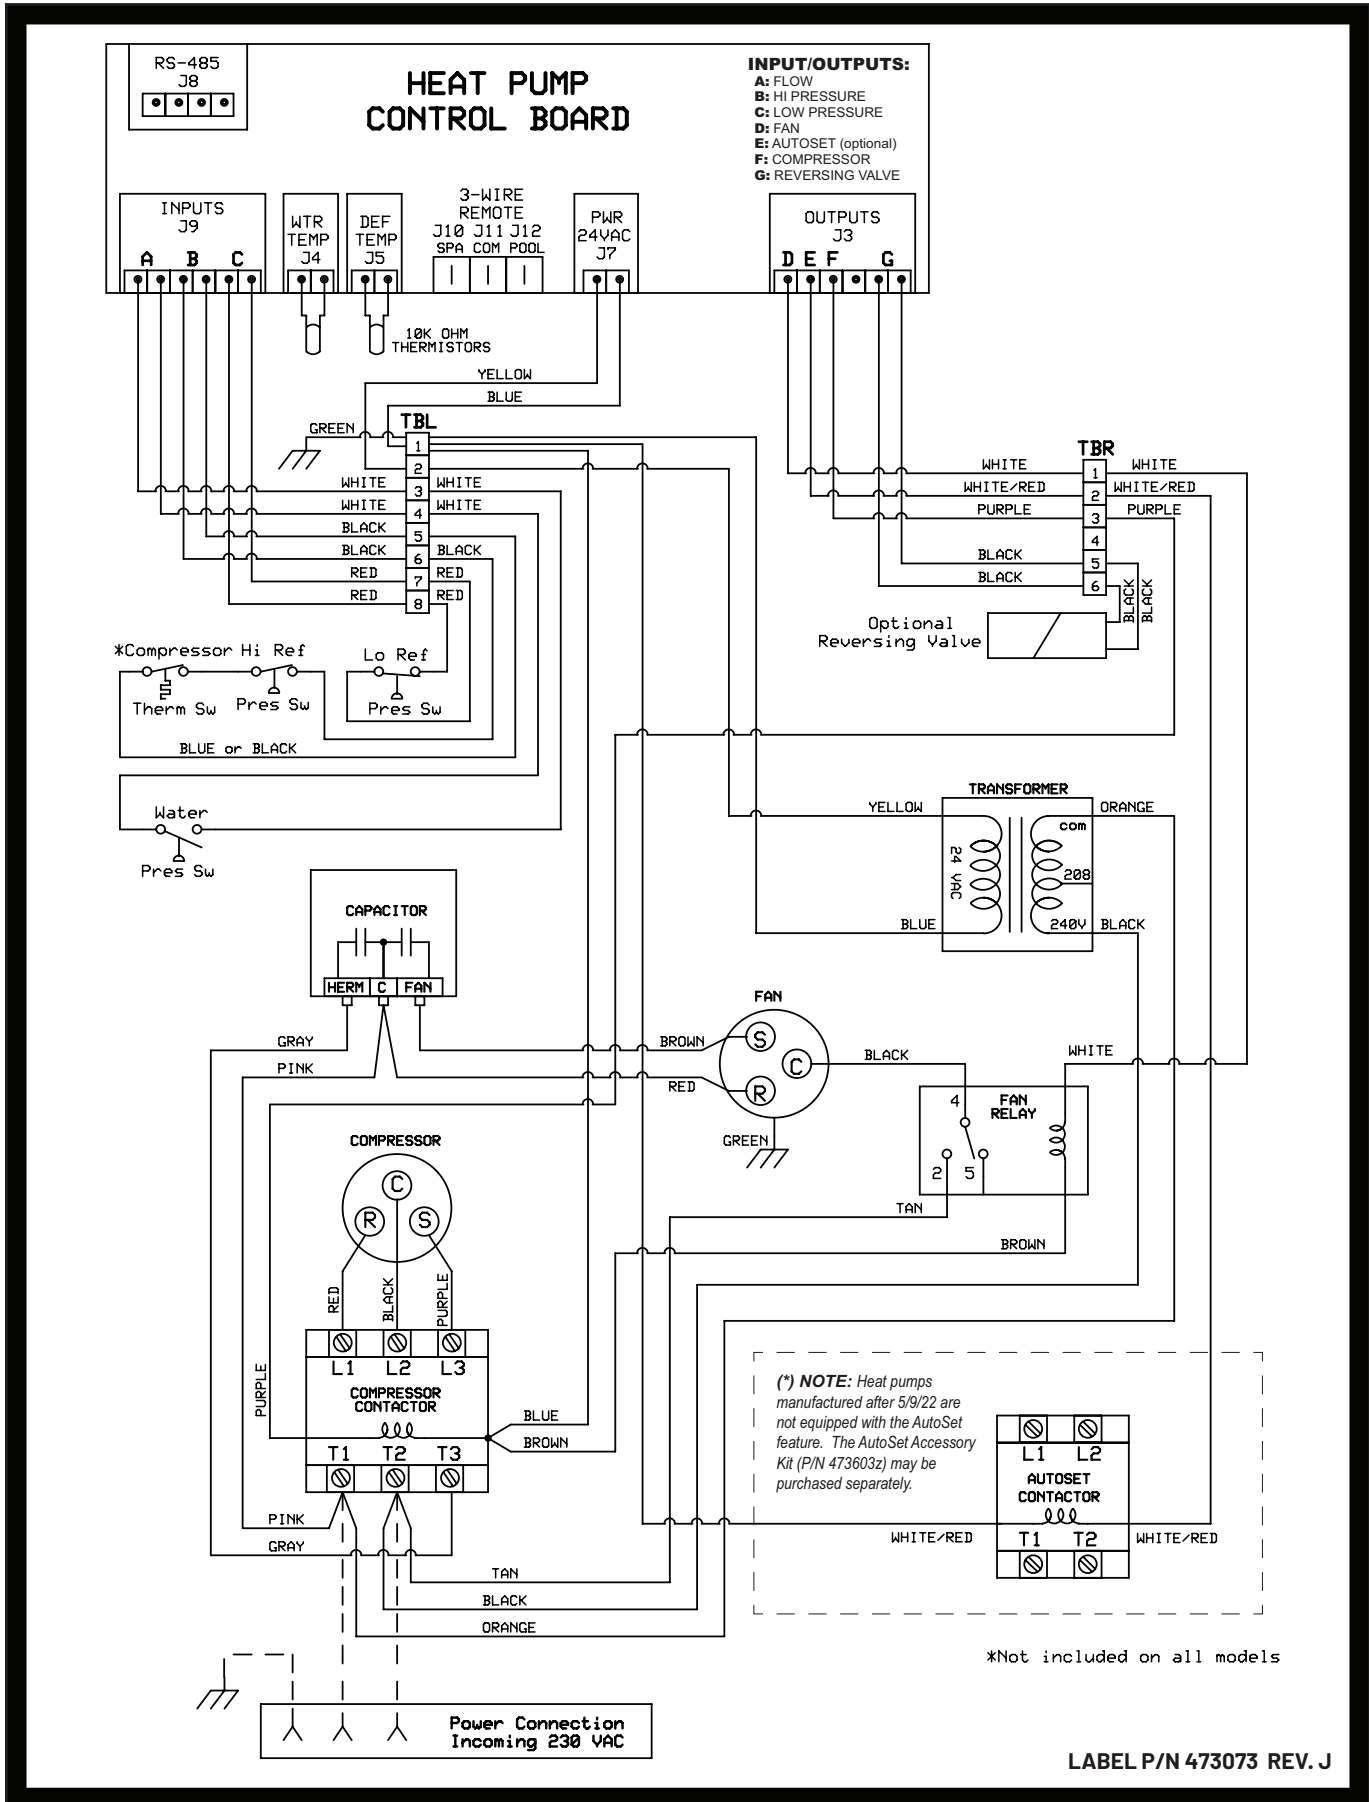 RS-485
J8
HEAT PUMP
CONTROL BOARD
INPUT/OUTPUTS:
A: FLOW
B: HI PRESSURE
C: LOW PRESSURE
D: FAN
E: AUTOSET (optional)
F: COMPRESSOR
G: REVERSING VALVE
INPUTS
J9
A B C
WTR
TEMP
J4
DEF
TEMP
J5
3-WIRE
REMOTE
J10 J11 J12
SPA COM POOL
PWR
24VAC
J7
OUTPUTS
J3
D E F G
10K OHM
THERMISTORS
YELLOW
BLUE
GREEN
TBL
1
2
WHITE 3 WHITE
WHITE 4 WHITE
BLACK 5
BLACK 6 BLACK
RED 7 RED
RED 8 RED
TBR
WHITE 1 WHITE
WHITE/RED 2 WHITE/RED
PURPLE 3 PURPLE
4
BLACK 5
BLACK 6
BLACK
BLACK
Optional
Reversing Valve
*Compressor Hi Ref
Therm Sw Pres Sw
Lo Ref
Pres Sw
BLUE or BLACK
Water
Pres Sw
TRANSFORMER
YELLOW
ORANGE
com
24 VAC
208
BLUE
240V
BLACK
CAPACITOR
HERM C FAN
GRAY
PINK
FAN
BROWN
RED
S
C
R
GREEN
BLACK
WHITE
4
FAN
RELAY
2 5
TAN
BROWN
COMPRESSOR
C
R S
RED
BLACK
PURPLE
L1 L2 L3
COMPRESSOR
CONTACTOR
T1 T2 T3
PURPLE
BLUE
BROWN
PINK
GRAY
TAN
BLACK
ORANGE
(*) NOTE: Heat pumps
manufactured after 5/9/22 are
not equipped with the AutoSet
feature. The AutoSet Accessory
Kit (P/N 473603z) may be
purchased separately.
L1 L2
AUTOSET
CONTACTOR
T1 T2
WHITE/RED
WHITE/RED
*Not included on all models
Power Connection
Incoming 230 VAC
LABEL P/N 473073 REV. J